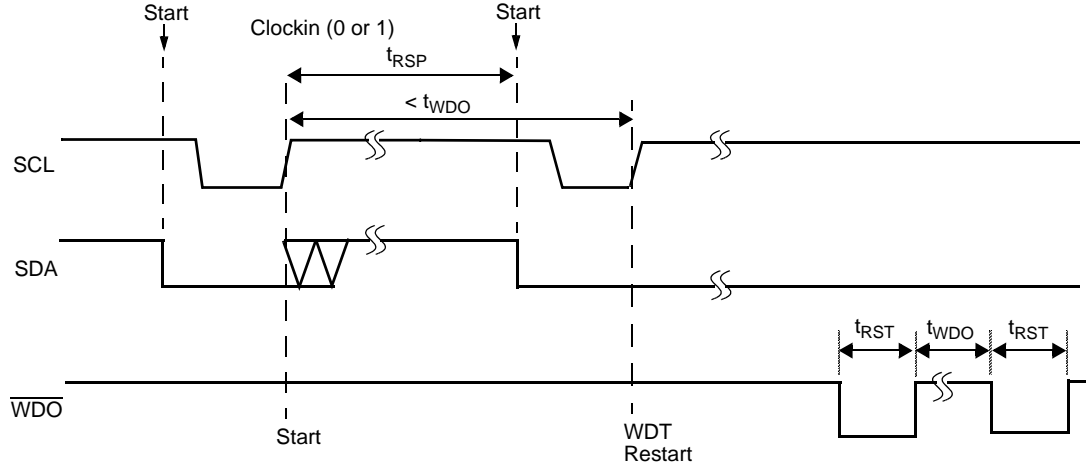 Start
Start
Clockin (0 or 1)
tRSP
< tWDO
SCL
SDA
tRST
tWDO
tRST
WDO
Start
WDT
Restart